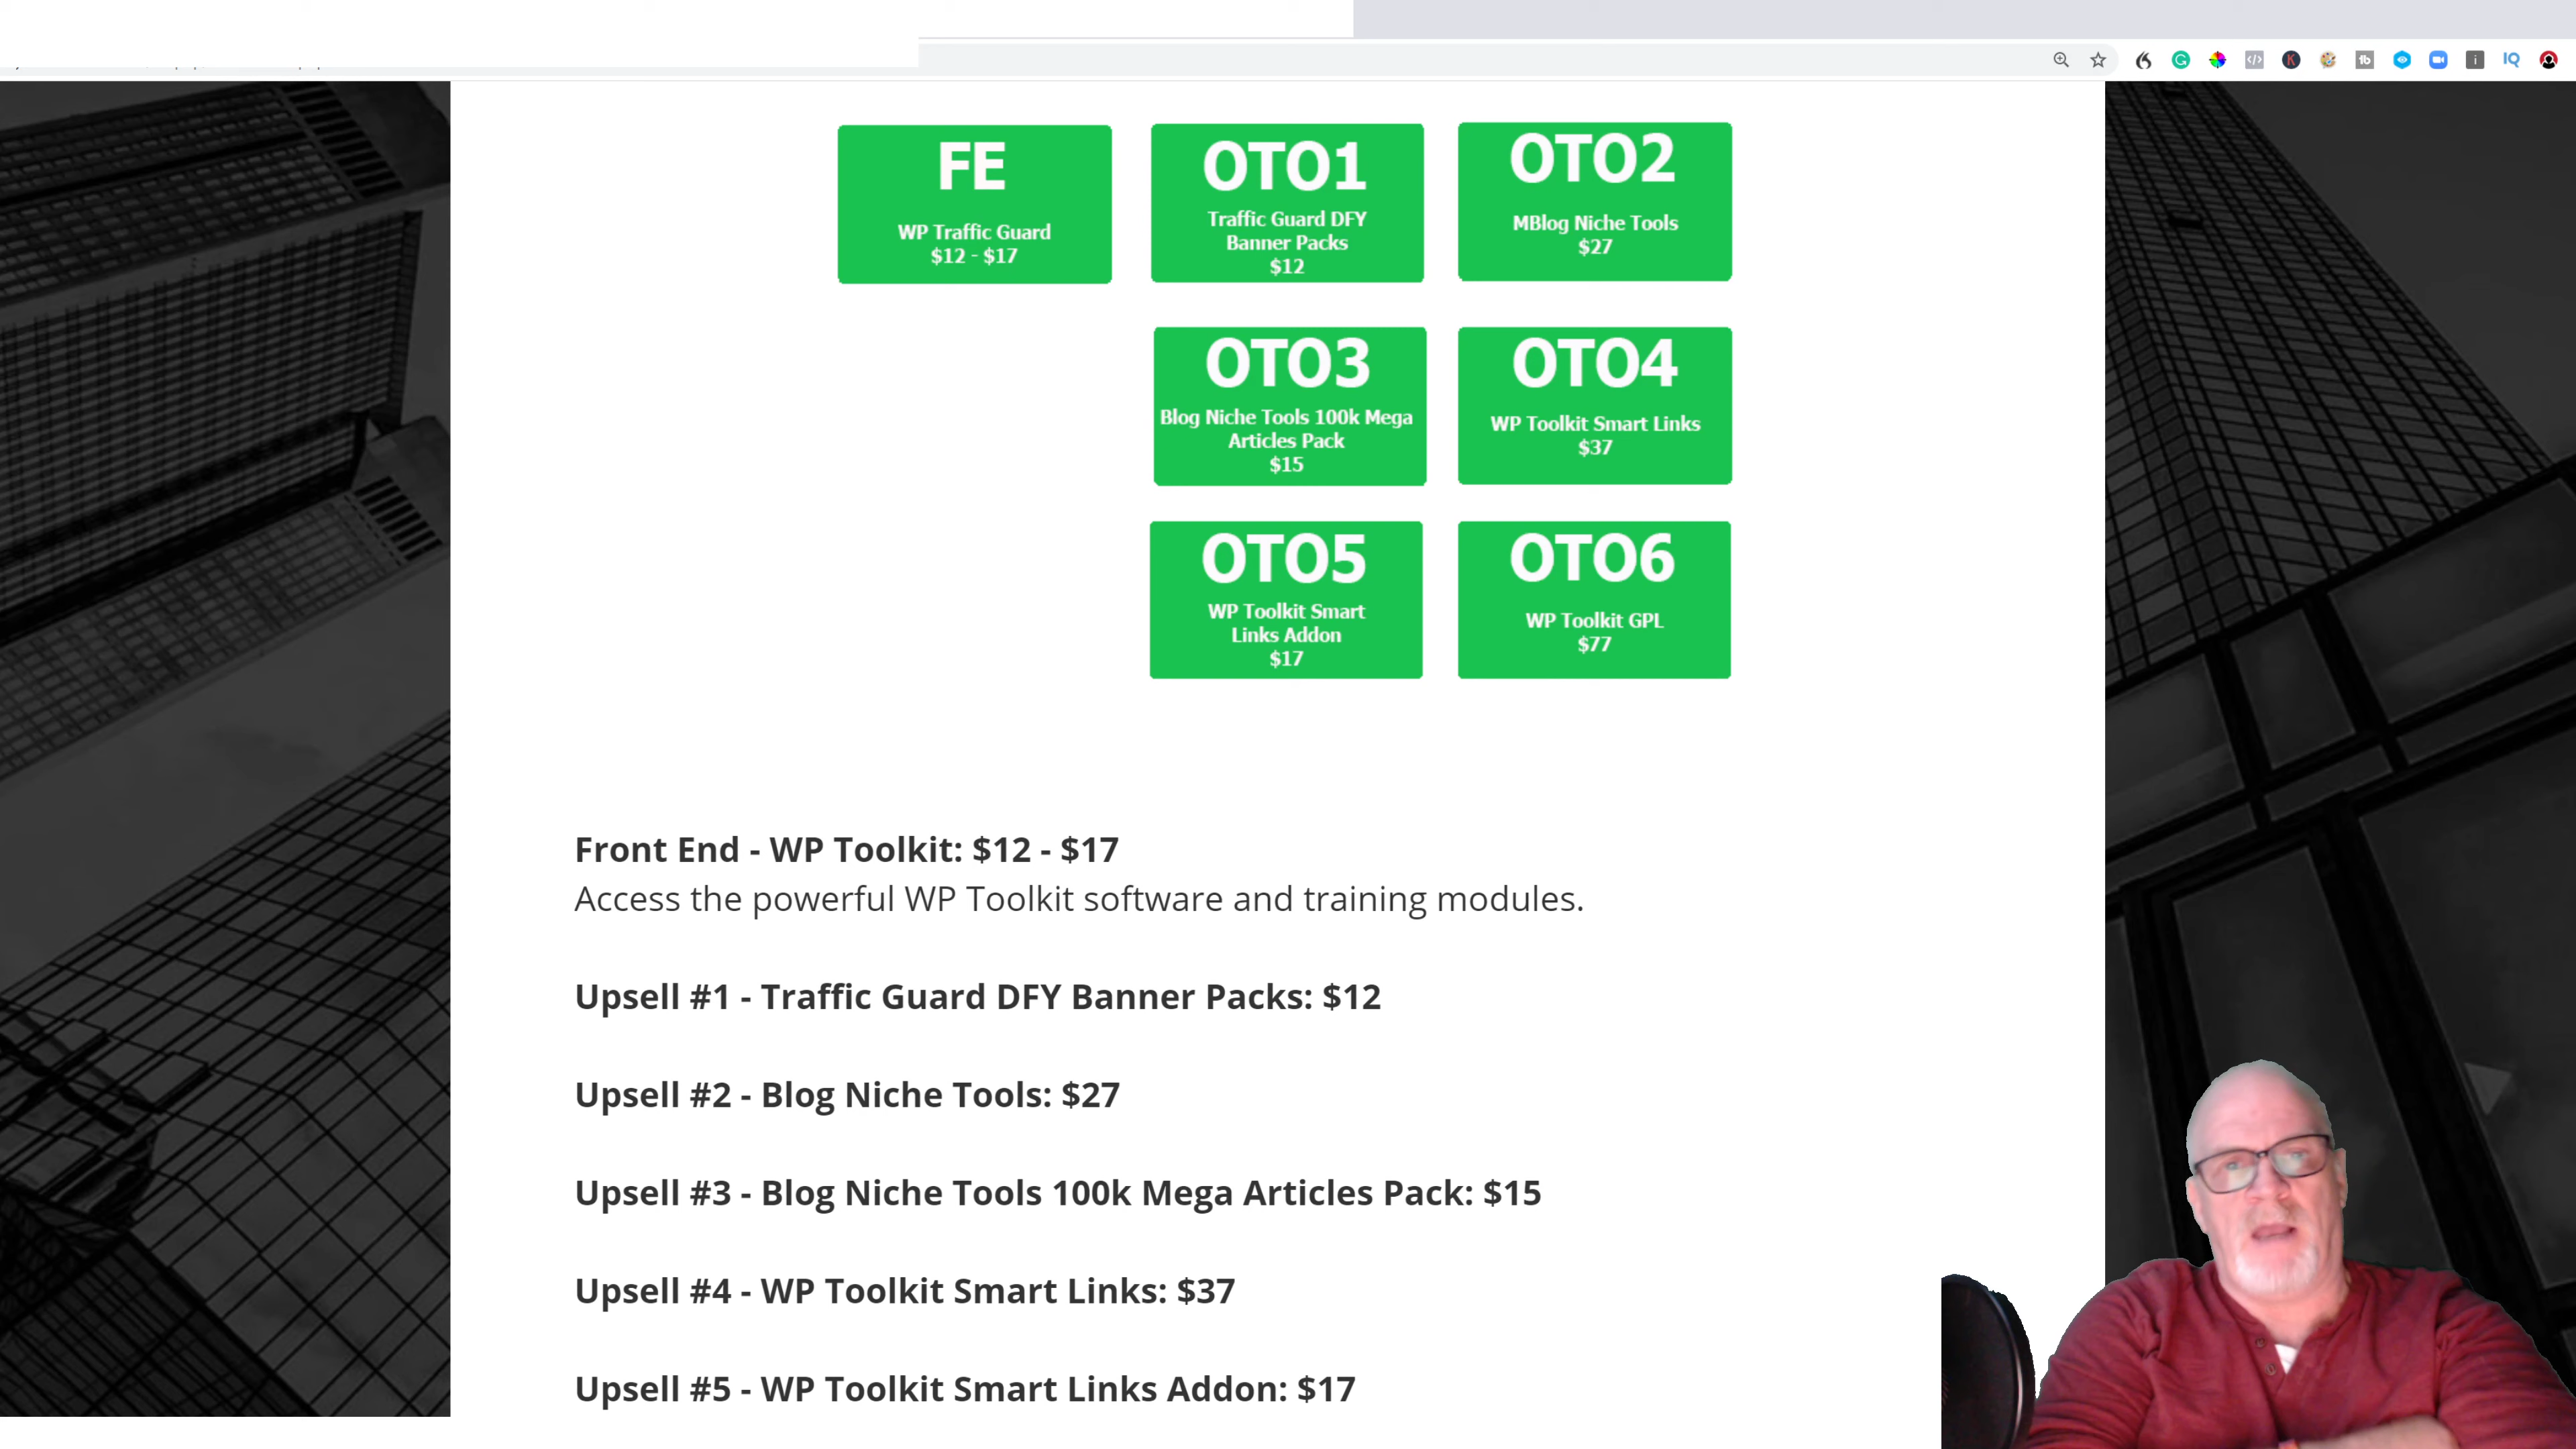 FE
WP Traffic Guard
$12 - $17
OTO1
Traffic Guard DFY
Banner Packs
$12
OTO2
MBlog Niche Tools
$27
OTO3
Blog Niche Tools 100k Mega
Articles Pack
$15
OTO4
WP Toolkit Smart Links
$37
OTO5
WP Toolkit Smart
Links Addon
$17
OTO6
WP Toolkit GPL
$77
Front End - WP Toolkit: $12 - $17
Access the powerful WP Toolkit software and training modules.
Upsell #1 - Traffic Guard DFY Banner Packs: $12
Upsell #2 - Blog Niche Tools: $27
Upsell #3 - Blog Niche Tools 100k Mega Articles Pack: $15
Upsell #4 - WP Toolkit Smart Links: $37
Upsell #5 - WP Toolkit Smart Links Addon: $17